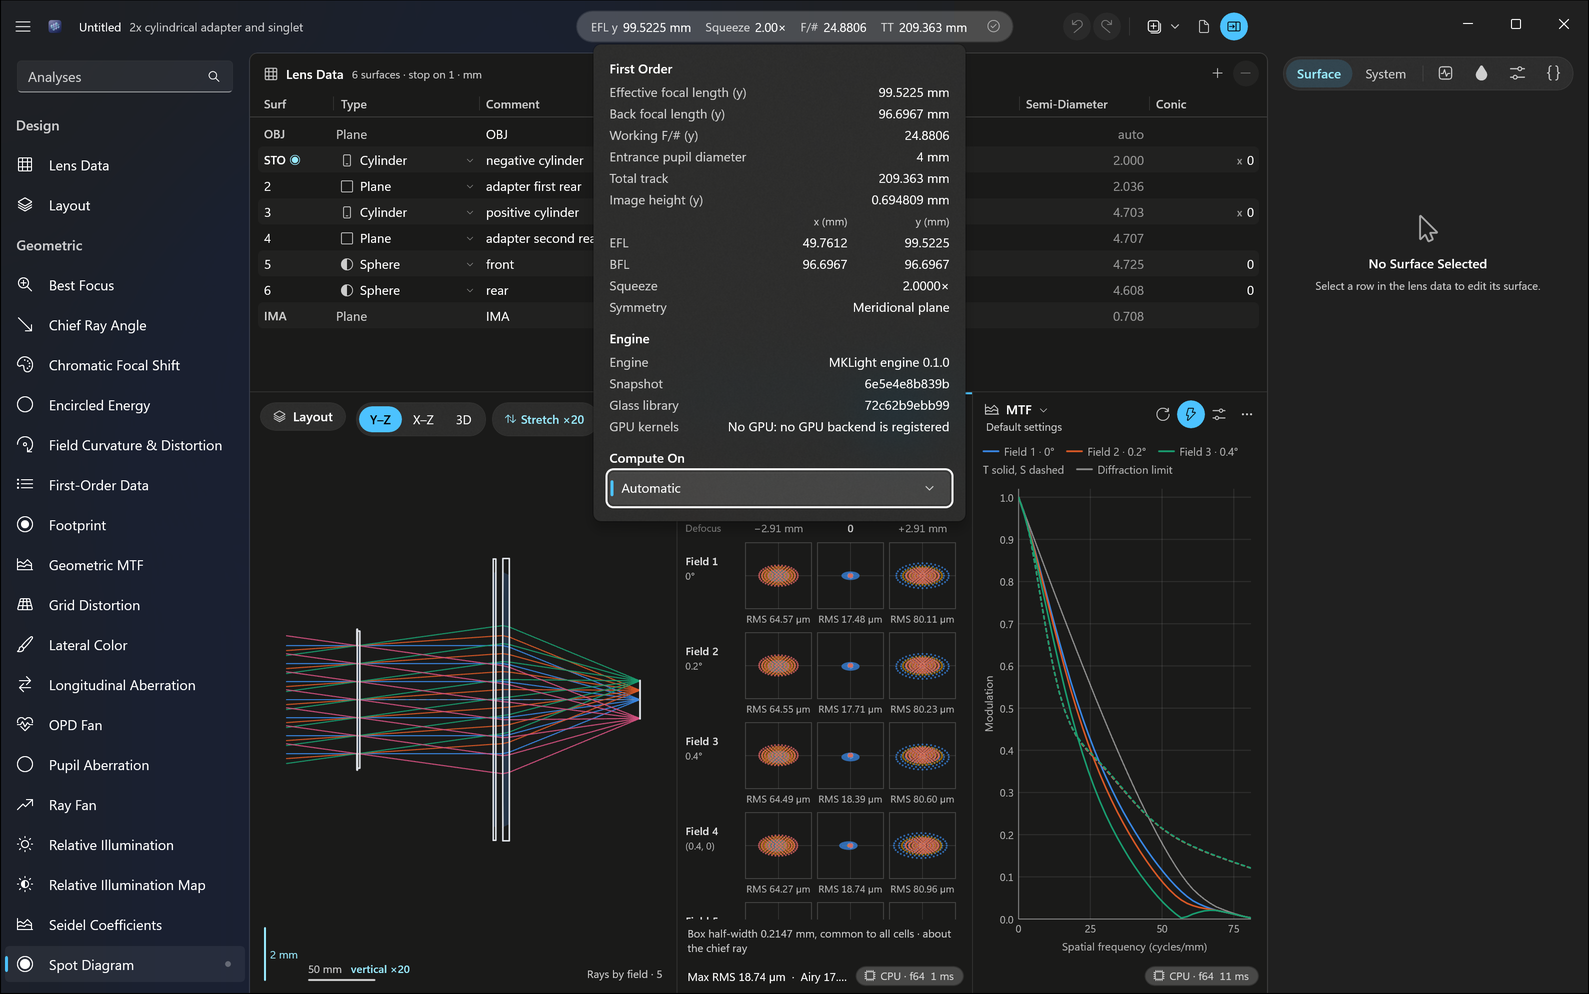 Untitled 2x cylindrical adapter and singlet
EFL y 99.5225 mm Squeeze 2.00× F/# 24.8806 TT 209.363 mm
Analyses
Design
Lens Data
Layout
Geometric
Best Focus
Chief Ray Angle
Chromatic Focal Shift
Encircled Energy
Field Curvature & Distortion
First-Order Data
Footprint
Geometric MTF
Grid Distortion
Lateral Color
Longitudinal Aberration
OPD Fan
Pupil Aberration
Ray Fan
Relative Illumination
Relative Illumination Map
Seidel Coefficients
Spot Diagram
Lens Data 6 surfaces · stop on 1 · mm
Surf Type Comment Semi-Diameter Conic
OBJ Plane OBJ auto
STO Cylinder negative cylinder 2.000 x 0
2 Plane adapter first rear 2.036
3 Cylinder positive cylinder 4.703 x 0
4 Plane adapter second rea 4.707
5 Sphere front 4.725 0
6 Sphere rear 4.608 0
IMA Plane IMA 0.708
First Order
Effective focal length (y) 99.5225 mm
Back focal length (y) 96.6967 mm
Working F/# (y) 24.8806
Entrance pupil diameter 4 mm
Total track 209.363 mm
Image height (y) 0.694809 mm
x (mm) y (mm)
EFL 49.7612 99.5225
BFL 96.6967 96.6967
Squeeze 2.0000×
Symmetry Meridional plane
Engine
Engine MKLight engine 0.1.0
Snapshot 6e5e4e8b839b
Glass library 72c62b9ebb99
GPU kernels No GPU: no GPU backend is registered
Compute On
Automatic
Layout Y–Z X–Z 3D Stretch ×20
2 mm
50 mm vertical ×20
Rays by field · 5
Defocus −2.91 mm 0 +2.91 mm
Field 1
0°
RMS 64.57 µm RMS 17.48 µm RMS 80.11 µm
Field 2
0.2°
RMS 64.55 µm RMS 17.71 µm RMS 80.23 µm
Field 3
0.4°
RMS 64.49 µm RMS 18.39 µm RMS 80.60 µm
Field 4
(0.4, 0)
RMS 64.27 µm RMS 18.74 µm RMS 80.96 µm
Box half-width 0.2147 mm, common to all cells · about
the chief ray
Max RMS 18.74 µm · Airy 17.... CPU · f64 1 ms
MTF
Default settings
Field 1 · 0° Field 2 · 0.2° Field 3 · 0.4°
T solid, S dashed Diffraction limit
1.0
0.9
0.8
0.7
0.6
0.5
0.4
0.3
0.2
0.1
0.0
Modulation
0 25 50 75
Spatial frequency (cycles/mm)
CPU · f64 11 ms
Surface System
No Surface Selected
Select a row in the lens data to edit its surface.